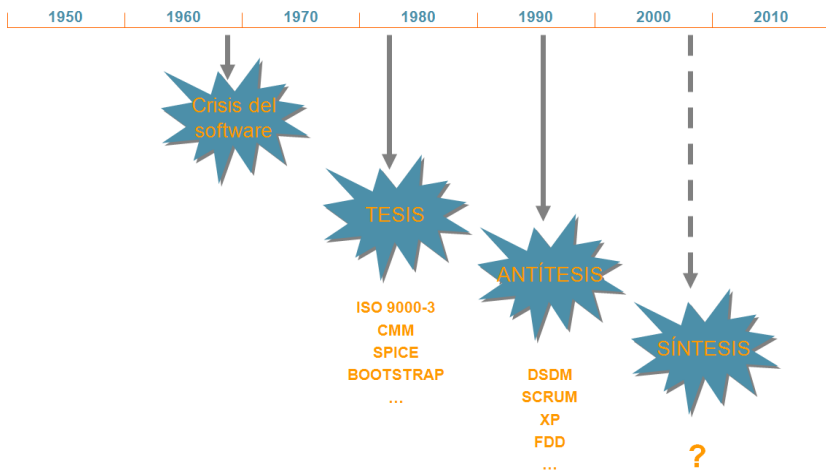 1950 1960 1970 1980 1990 2000 2010
Crisis del
software
TESIS
ISO 9000-3
CMM
SPICE
BOOTSTRAP
...
ANTÍTESIS
DSDM
SCRUM
XP
FDD
...
SÍNTESIS
?